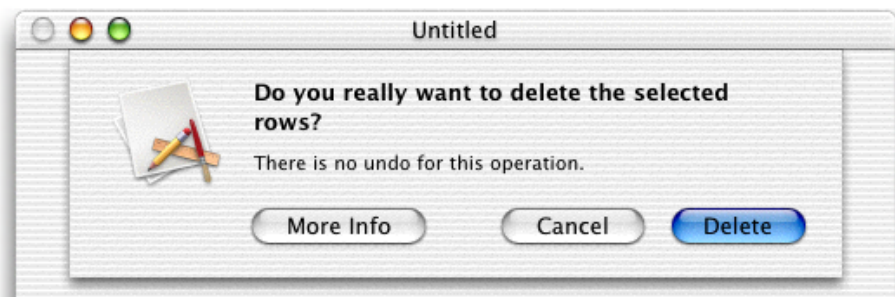 Untitled
Do you really want to delete the selected
rows?
There is no undo for this operation.
More Info Cancel Delete